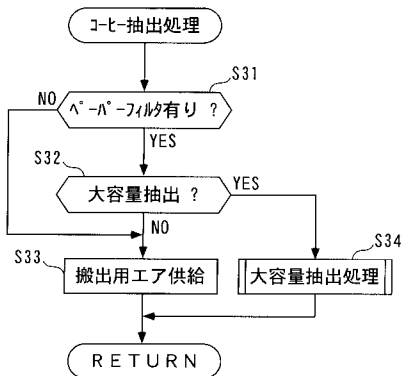 コーヒー抽出処理
S31
NO
ペーパーフィルタ有り ?
YES
S32
大容量抽出 ?
YES
NO
S33
搬出用エア供給
S34
大容量抽出処理
RETURN